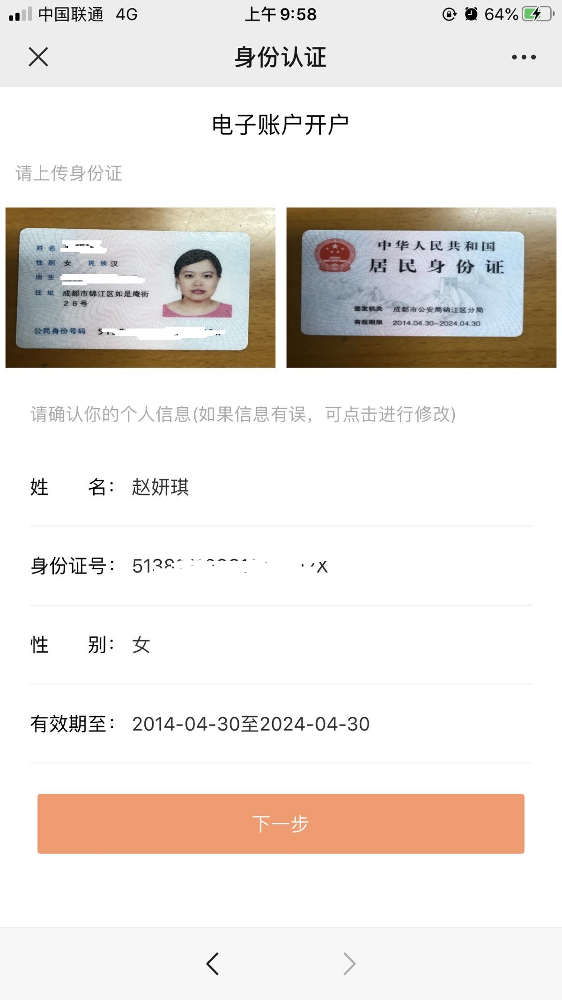 中国联通 4G 上午9:58 64%
身份认证
电子账户开户
请上传身份证
姓名
性别 女 民族 汉
出生
住址 成都市锦江区如是庵街
28号
公民身份号码
中华人民共和国
居民身份证
签发机关 成都市公安局锦江区分局
有效期限 2014.04.30-2024.04.30
请确认你的个人信息(如果信息有误，可点击进行修改)
姓名： 赵妍琪
身份证号：
性别： 女
有效期至： 2014-04-30至2024-04-30
下一步